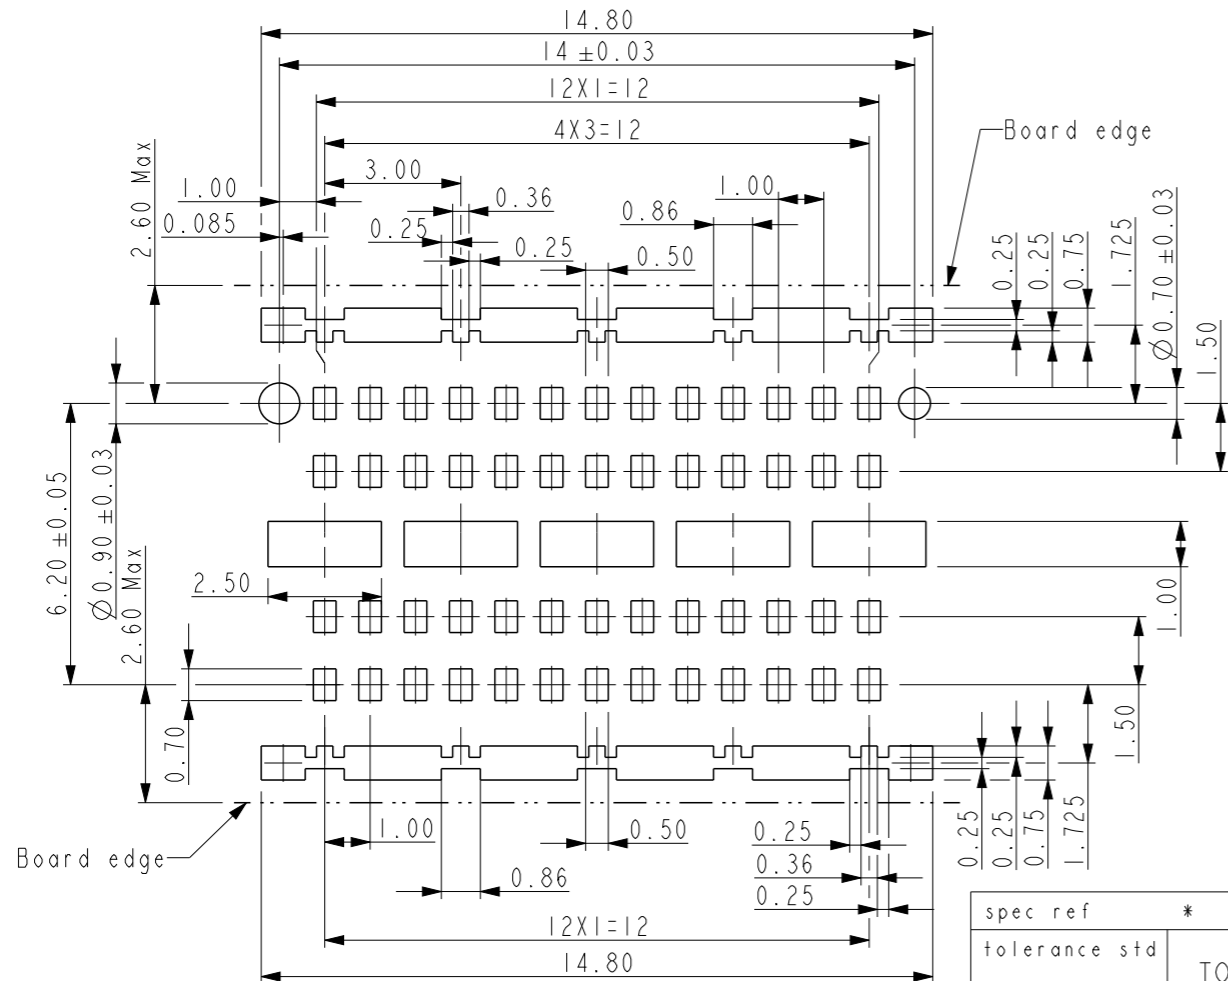 14.80
14 ±0.03
12X1=12
4X3=12
Board edge
3.00
1.00
0.36
1.00
0.86
0.085
0.25
0.25
0.50
2.60 Max
0.25
0.25
0.75
1.725
Ø0.70 ±0.03
1.50
6.20 ±0.05
Ø0.90 ±0.03
2.60 Max
2.50
1.00
0.70
1.50
Board edge
1.00
0.50
0.25
0.86
0.36
0.25
0.25
0.25
0.75
1.725
12X1=12
14.80
spec ref *
tolerance std
TO